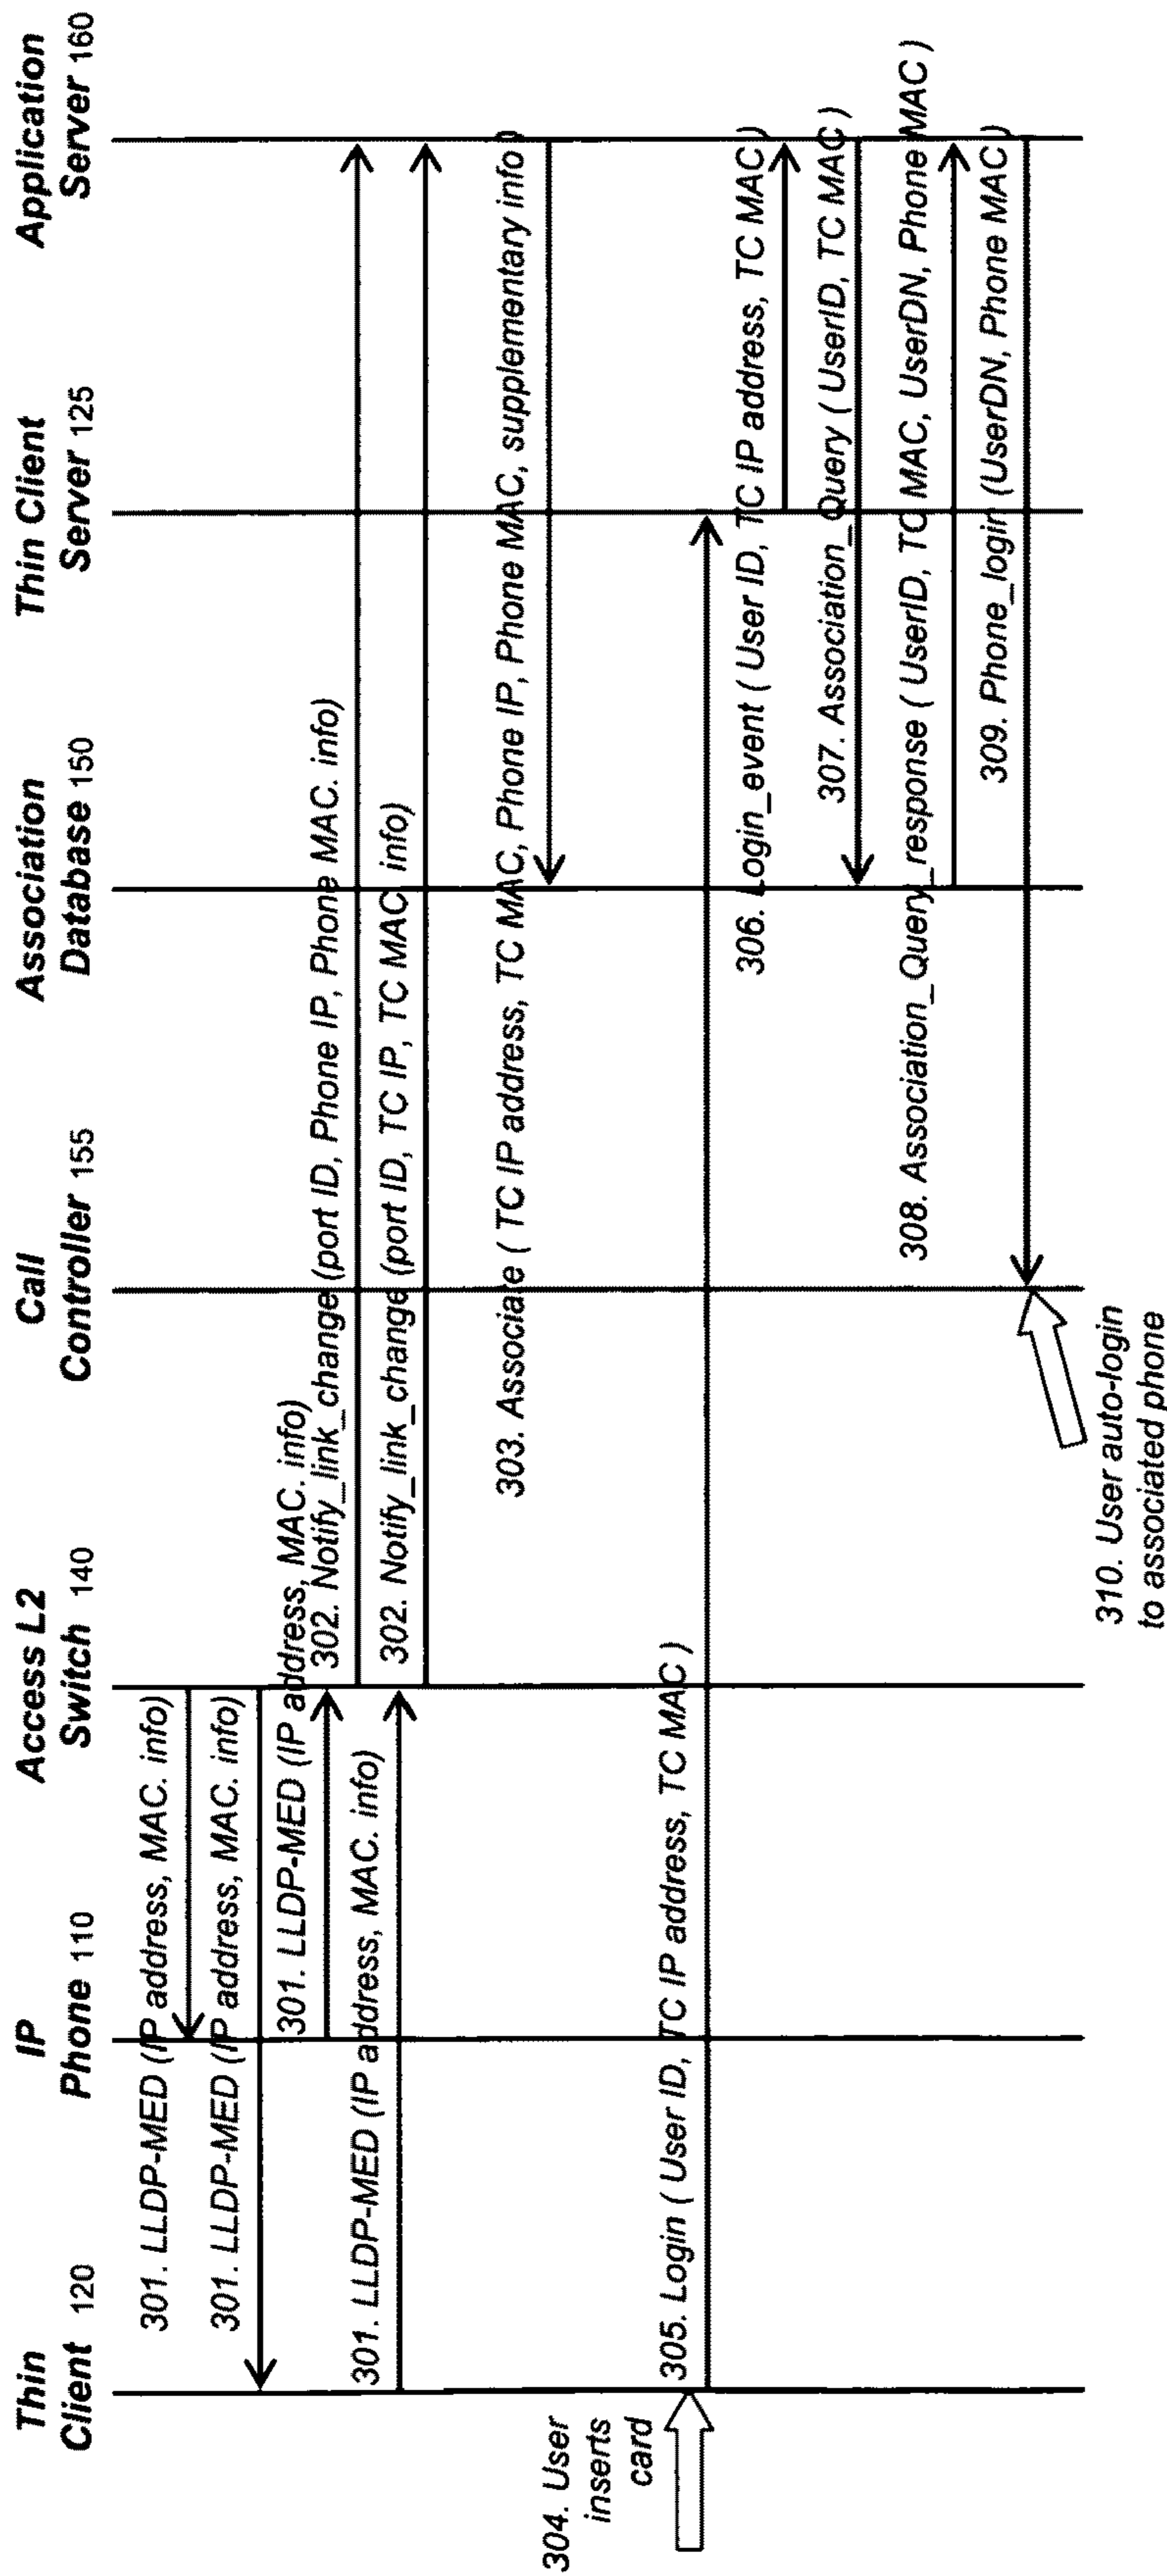 Thin
Client 120
IP
Phone 110
Access L2
Switch 140
Call
Controller 155
Association
Database 150
Thin Client
Server 125
Application
Server 160
301. LLDP-MED (IP address, MAC. info)
301. LLDP-MED (IP address, MAC. info)
301. LLDP-MED (IP address, MAC. info)
302. Notify_link_change (port ID, Phone IP, Phone MAC. info)
301. LLDP-MED (IP address, MAC. info)
302. Notify_link_change (port ID, TC IP, TC MAC info)
303. Associate ( TC IP address, TC MAC, Phone IP, Phone MAC, supplementary info )
304. User
inserts
card
305. Login ( User ID, TC IP address, TC MAC )
306. Login_event ( User ID, TC IP address, TC MAC )
307. Association_Query ( UserID, TC MAC )
308. Association_Query_response ( UserID, TC MAC, UserDN, Phone MAC )
309. Phone_login (UserDN, Phone MAC )
310. User auto-login
to associated phone